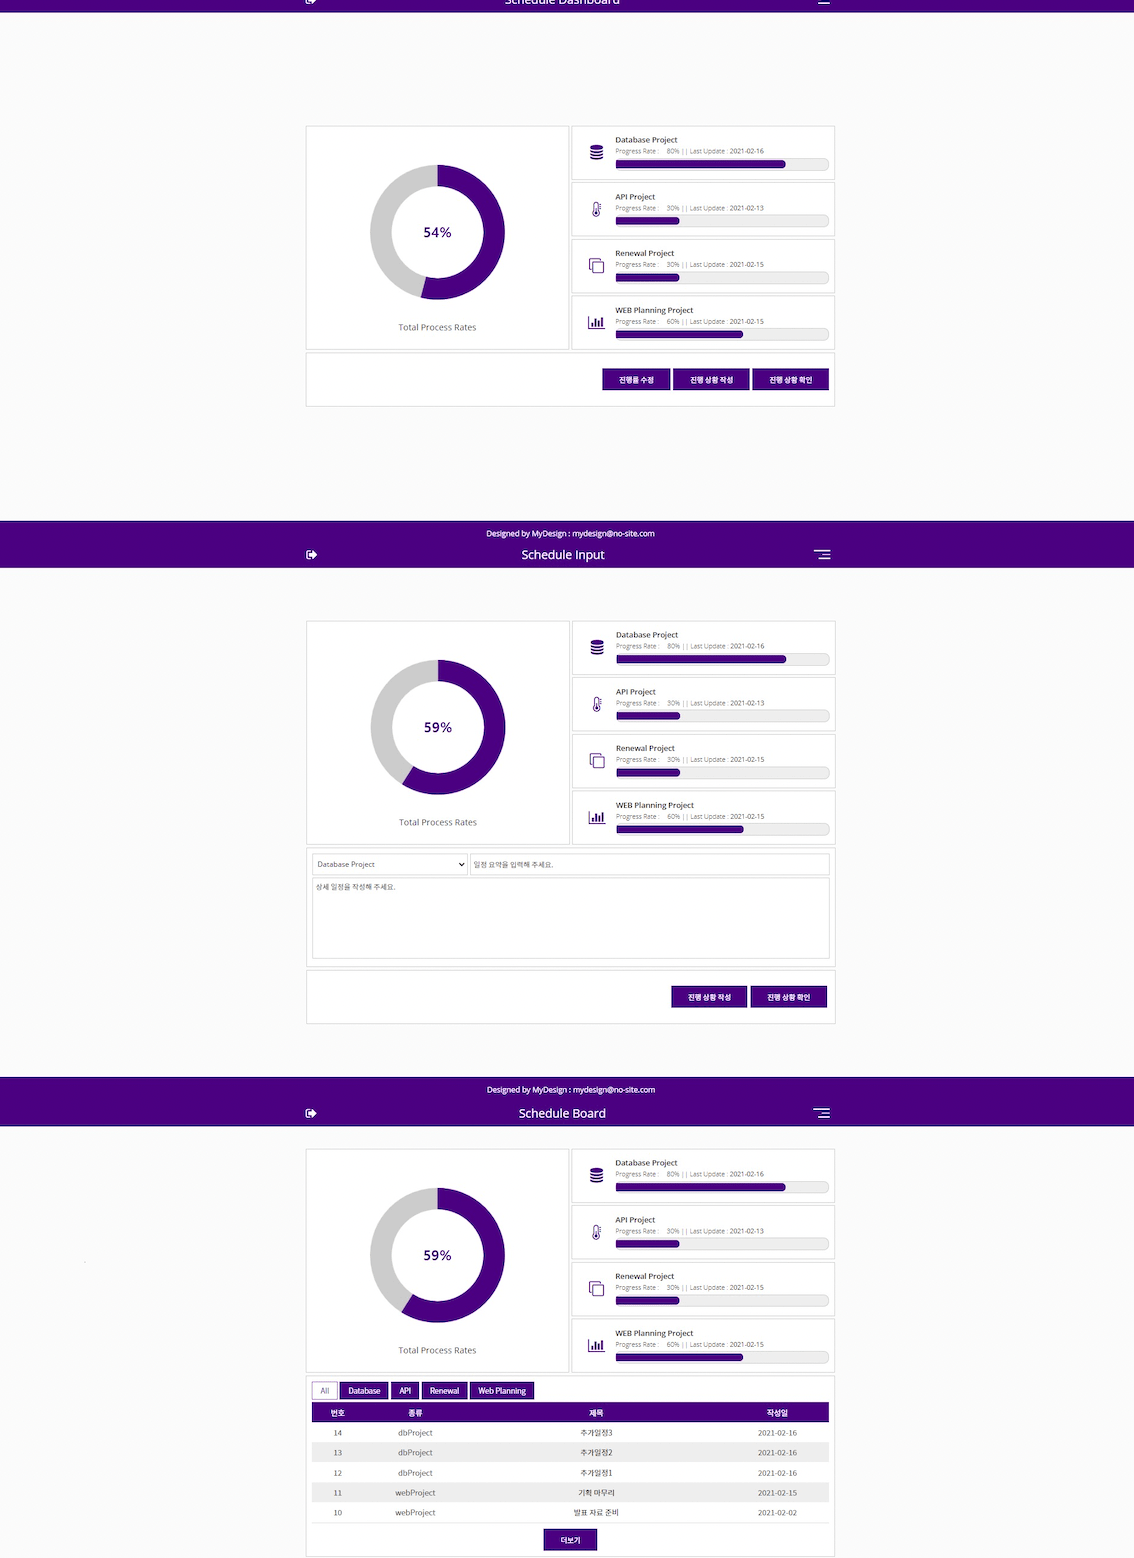 Schedule Dashboard
54%
Total Process Rates
Database Project
Progress Rate : 80% || Last Update : 2021-02-16
API Project
Progress Rate : 30% || Last Update : 2021-02-13
Renewal Project
Progress Rate : 30% || Last Update : 2021-02-15
WEB Planning Project
Progress Rate : 60% || Last Update : 2021-02-15
진행률 수정 진행 상황 작성 진행 상황 확인
Designed by MyDesign : mydesign@no-site.com
Schedule Input
59%
Total Process Rates
Database Project
Progress Rate : 80% || Last Update : 2021-02-16
API Project
Progress Rate : 30% || Last Update : 2021-02-13
Renewal Project
Progress Rate : 30% || Last Update : 2021-02-15
WEB Planning Project
Progress Rate : 60% || Last Update : 2021-02-15
Database Project 일정 요약을 입력해 주세요.
상세 일정을 작성해 주세요.
진행 상황 작성 진행 상황 확인
Designed by MyDesign : mydesign@no-site.com
Schedule Board
59%
Total Process Rates
Database Project
Progress Rate : 80% || Last Update : 2021-02-16
API Project
Progress Rate : 30% || Last Update : 2021-02-13
Renewal Project
Progress Rate : 30% || Last Update : 2021-02-15
WEB Planning Project
Progress Rate : 60% || Last Update : 2021-02-15
All Database API Renewal Web Planning
번호 종류 제목 작성일
14 dbProject 추가일정3 2021-02-16
13 dbProject 추가일정2 2021-02-16
12 dbProject 추가일정1 2021-02-16
11 webProject 기획 마무리 2021-02-15
10 webProject 발표 자료 준비 2021-02-02
더보기